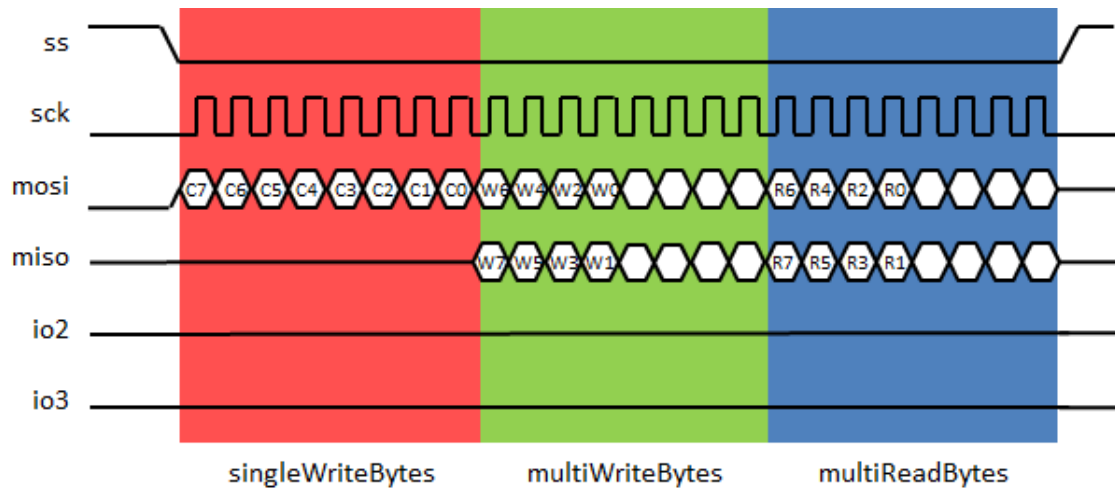 ss
sck
mosi C7 C6 C5 C4 C3 C2 C1 C0 W6 W4 W2 W0 R6 R4 R2 R0
miso W7 W5 W3 W1 R7 R5 R3 R1
io2
io3
singleWriteBytes multiWriteBytes multiReadBytes